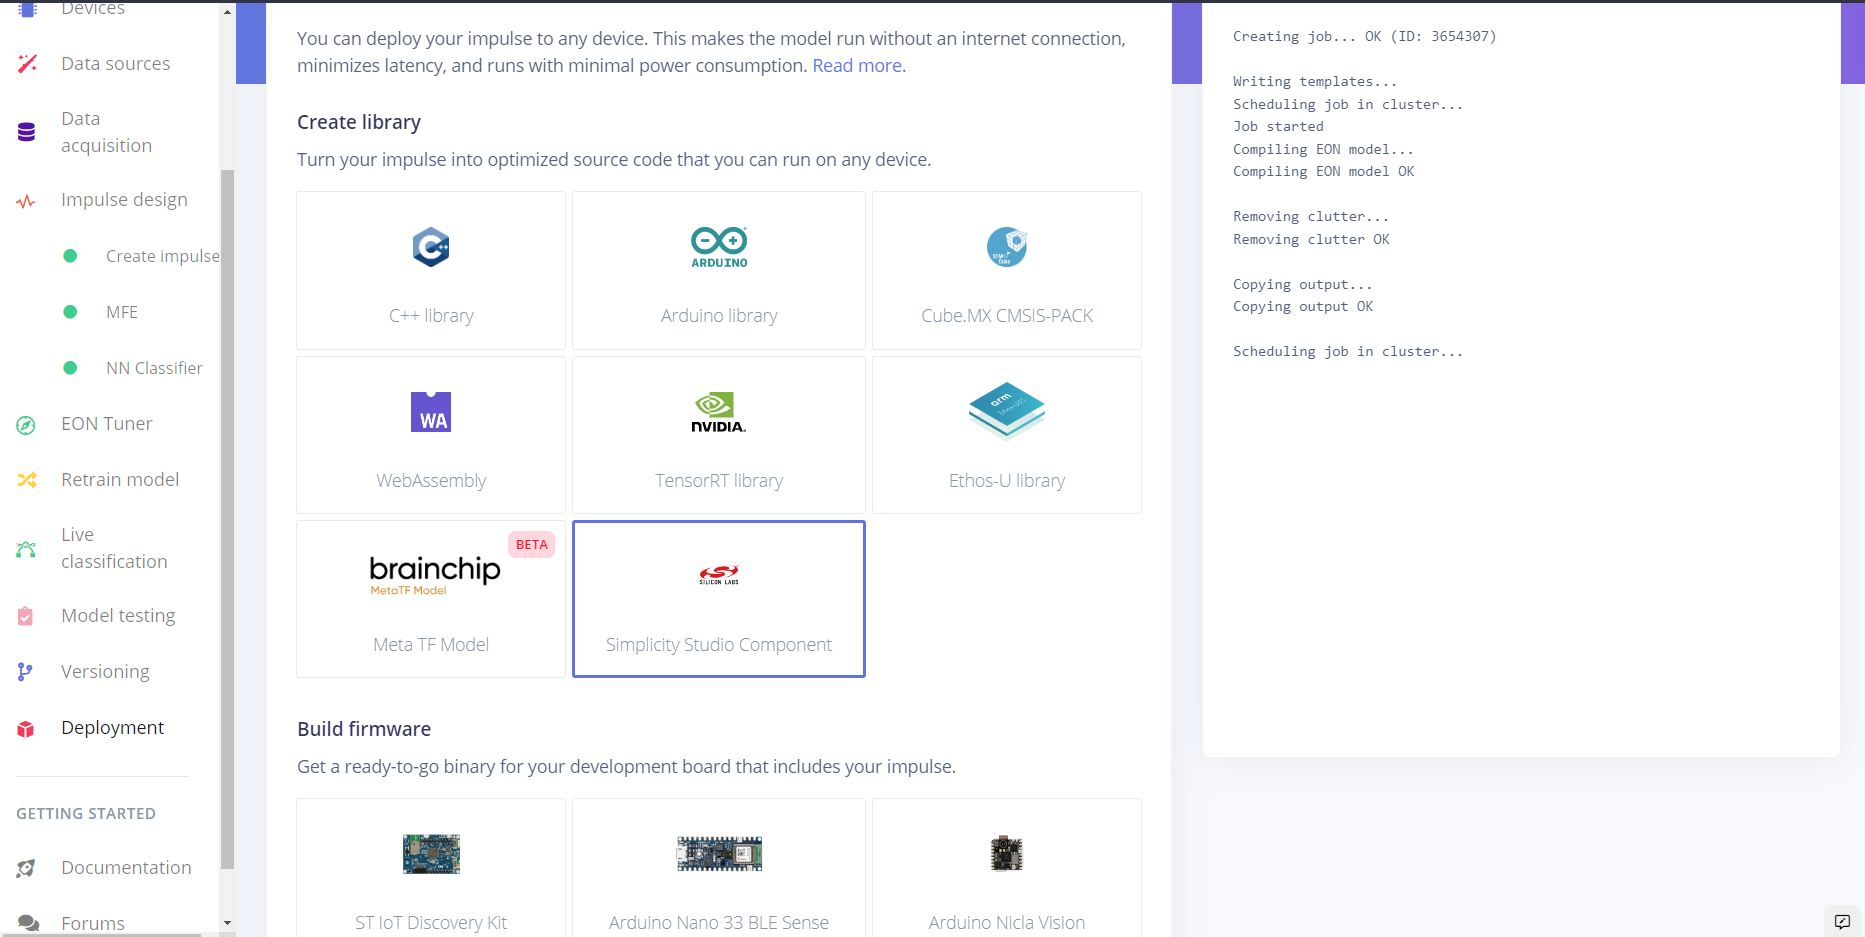 Devices
Data sources
Data
acquisition
Impulse design
Create impulse
MFE
NN Classifier
EON Tuner
Retrain model
Live
classification
Model testing
Versioning
Deployment
GETTING STARTED
Documentation
Forums
You can deploy your impulse to any device. This makes the model run without an internet connection,
minimizes latency, and runs with minimal power consumption. Read more.
Create library
Turn your impulse into optimized source code that you can run on any device.
C++ library
ARDUINO
Arduino library
Cube.MX CMSIS-PACK
WA
WebAssembly
NVIDIA.
TensorRT library
arm
Ethos-U library
BETA
brainchip
MetaTF Model
Meta TF Model
SILICON LABS
Simplicity Studio Component
Build firmware
Get a ready-to-go binary for your development board that includes your impulse.
ST IoT Discovery Kit
Arduino Nano 33 BLE Sense
Arduino Nicla Vision
Creating job... OK (ID: 3654307)
Writing templates...
Scheduling job in cluster...
Job started
Compiling EON model...
Compiling EON model OK
Removing clutter...
Removing clutter OK
Copying output...
Copying output OK
Scheduling job in cluster...